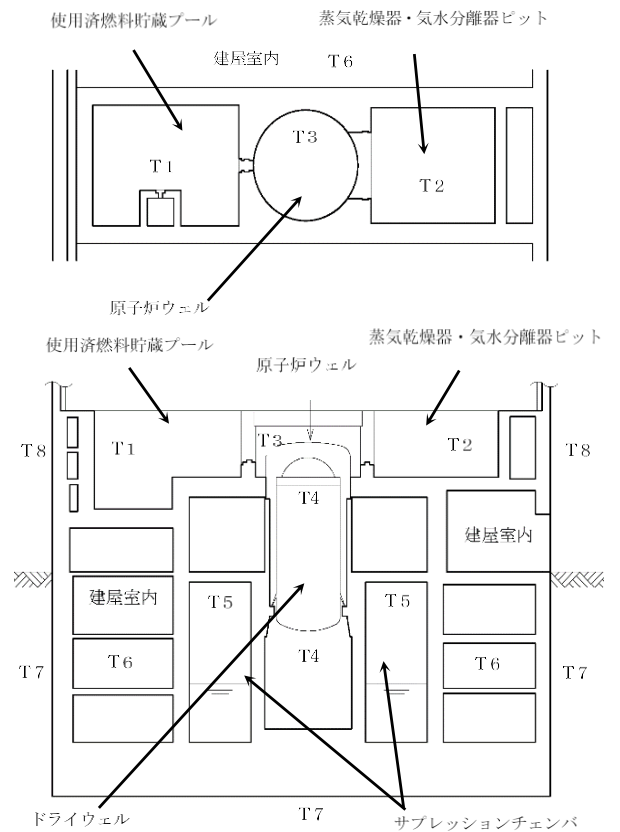 使用済燃料貯蔵プール
蒸気乾燥器・気水分離器ピット
建屋室内 T6
T3
T1
T2
原子炉ウェル
使用済燃料貯蔵プール
蒸気乾燥器・気水分離器ピット
原子炉ウェル
T8
T1
T3
T2
T8
T4
建屋室内
建屋室内
T5
T5
T7
T6
T4
T6
T7
ドライウェル
T7
サプレッションチェンバ